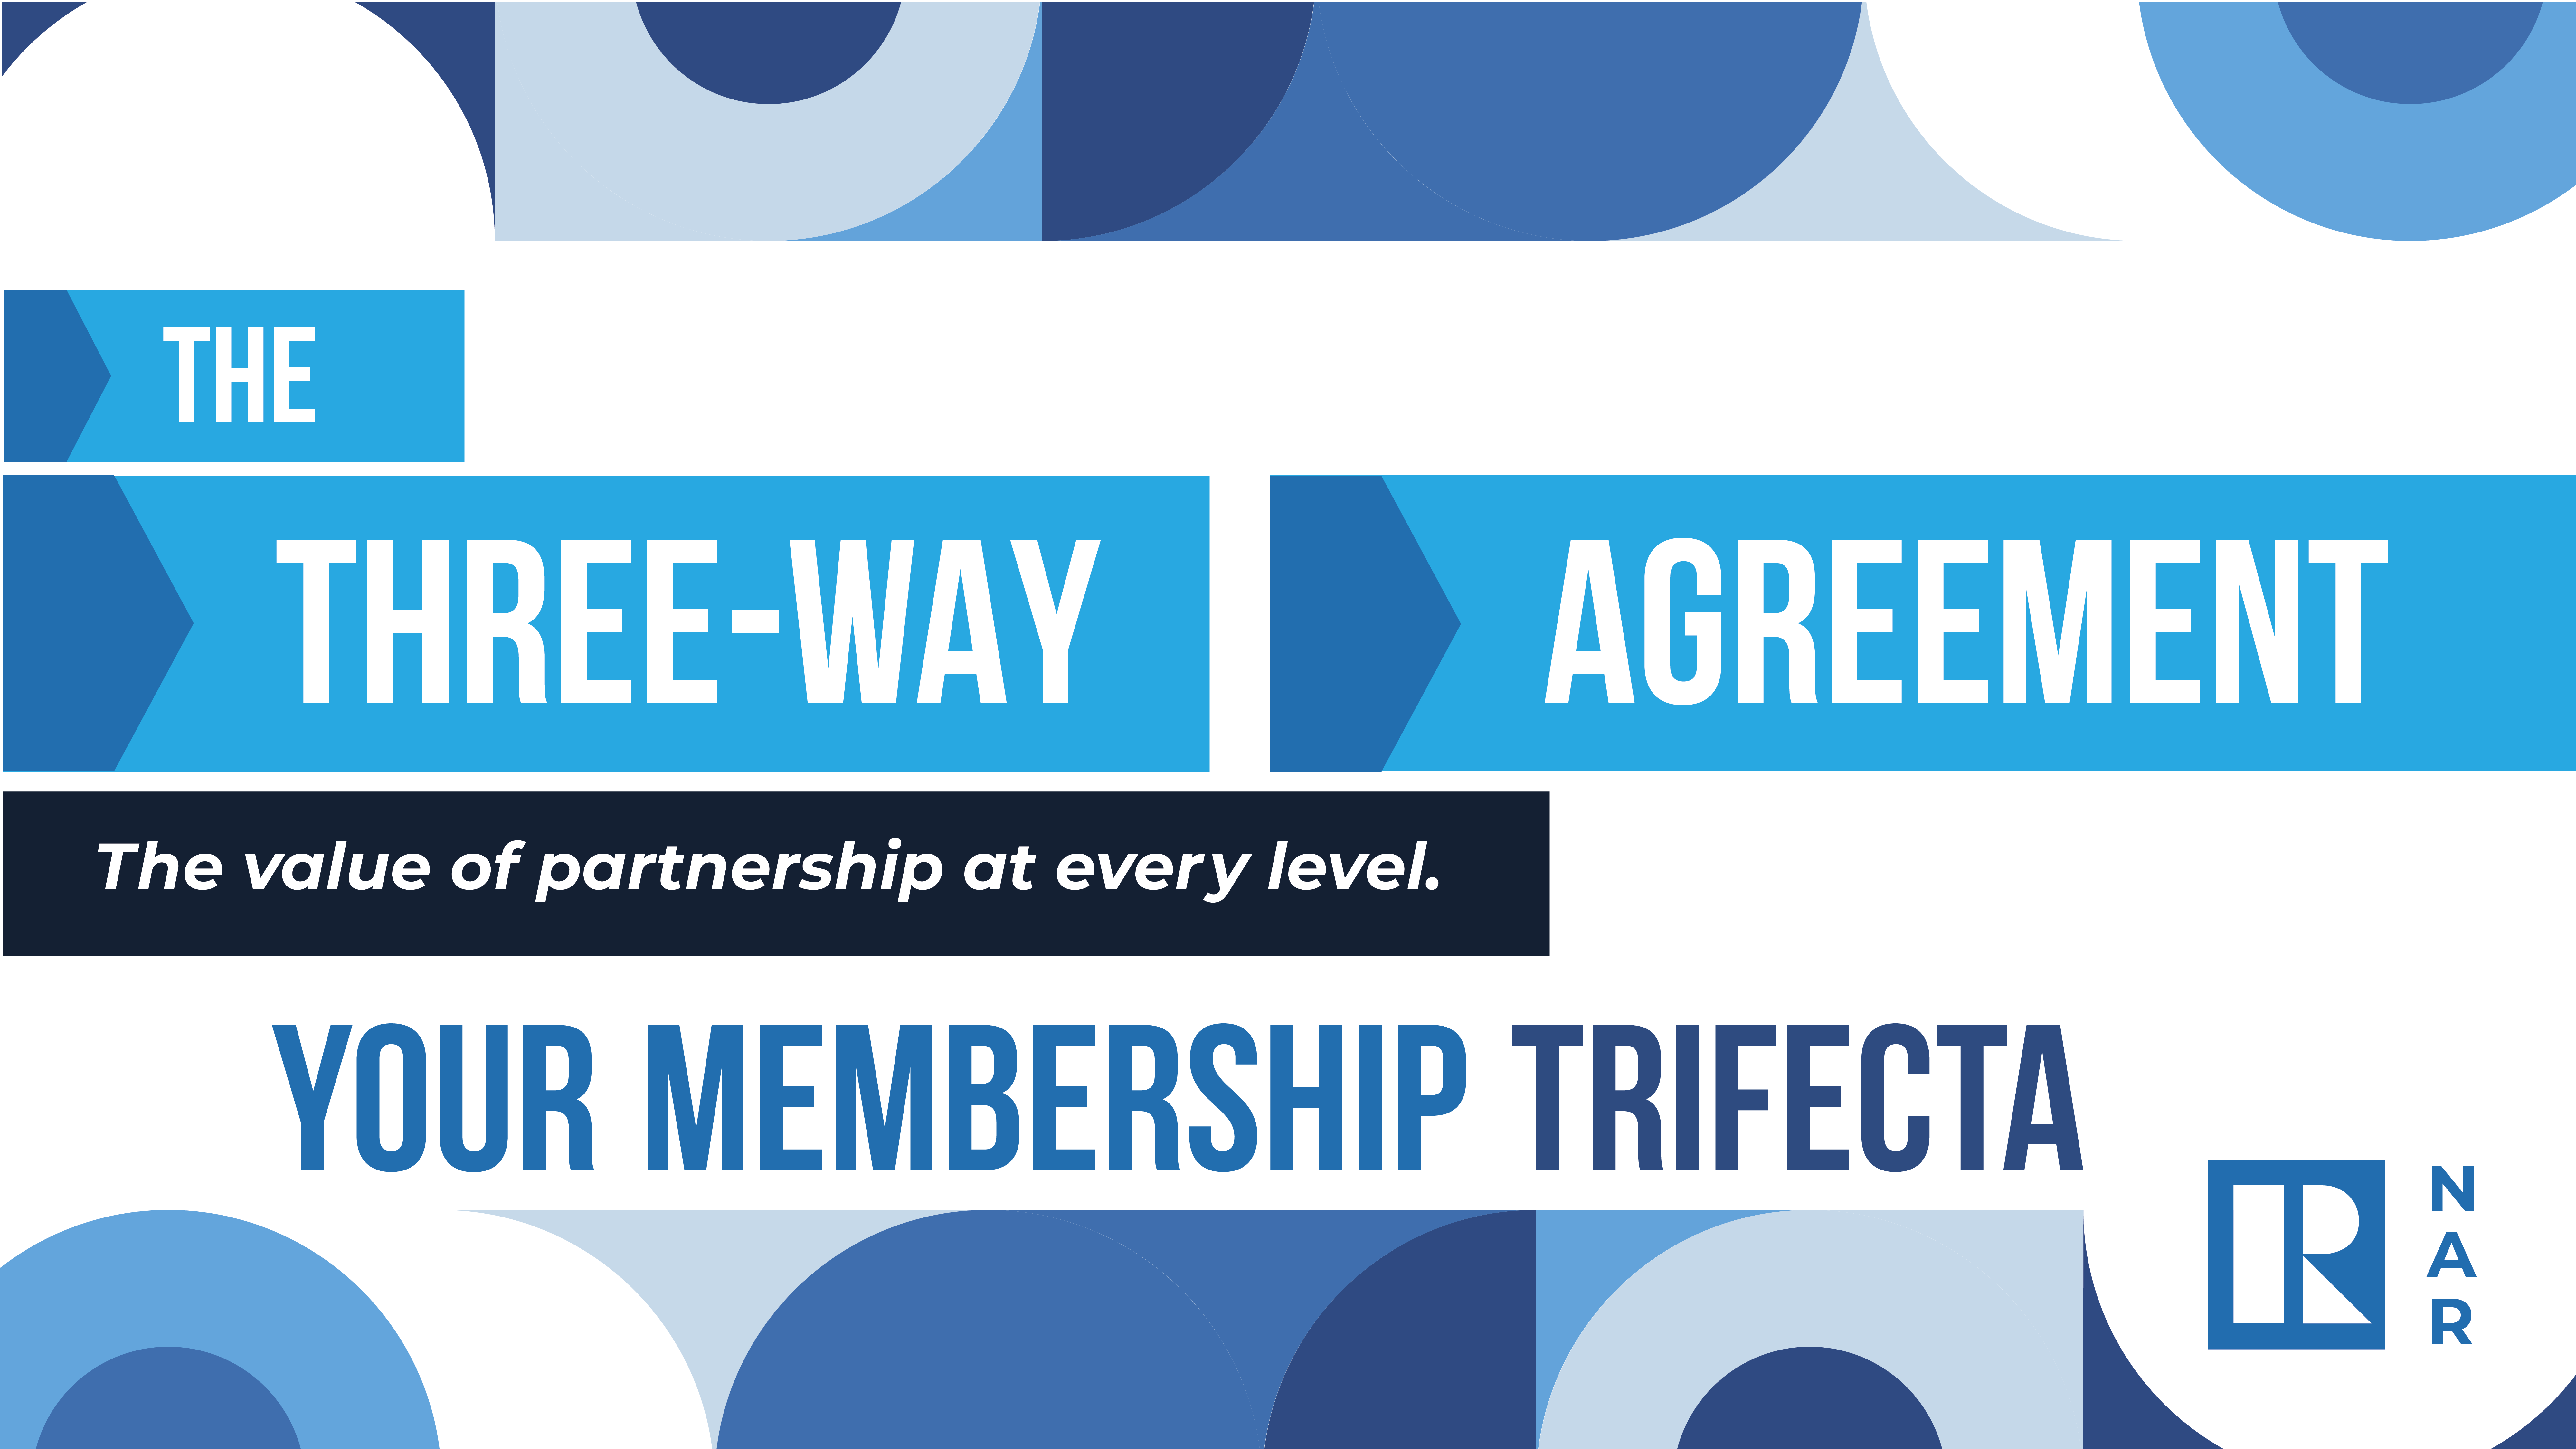 THE
THREE-WAY AGREEMENT
The value of partnership at every level.
YOUR MEMBERSHIP TRIFECTA
R
N
A
R